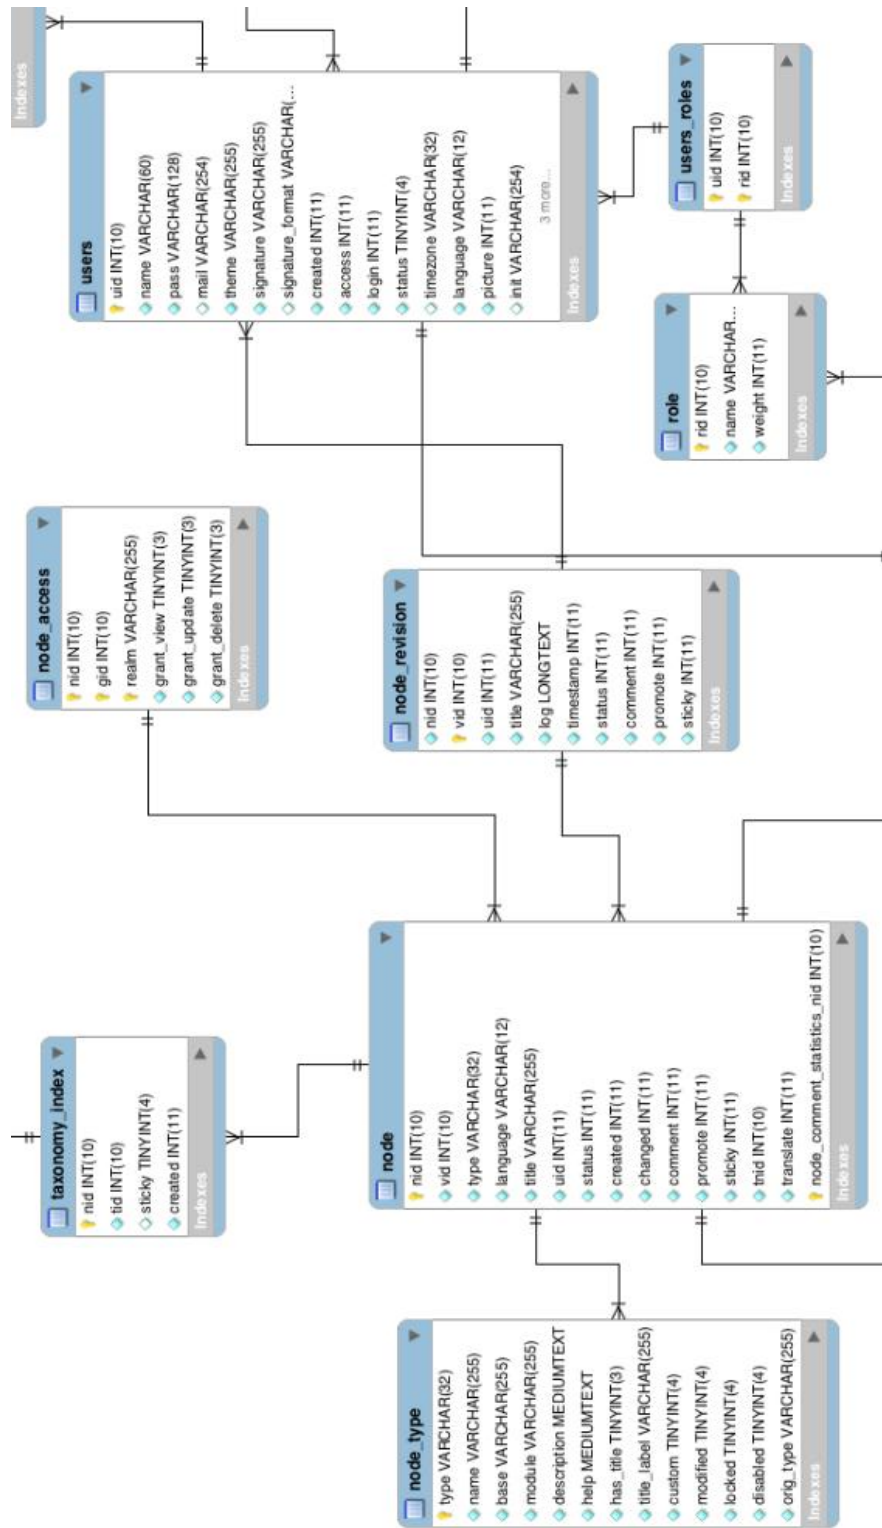 Indexes
users
uid INT(10)
name VARCHAR(60)
pass VARCHAR(128)
mail VARCHAR(254)
theme VARCHAR(255)
signature VARCHAR(255)
signature_format VARCHAR(...
created INT(11)
access INT(11)
login INT(11)
status TINYINT(4)
timezone VARCHAR(32)
language VARCHAR(12)
picture INT(11)
init VARCHAR(254)
3 more...
Indexes
users_roles
uid INT(10)
rid INT(10)
Indexes
role
rid INT(10)
name VARCHAR...
weight INT(11)
Indexes
node_access
nid INT(10)
gid INT(10)
realm VARCHAR(255)
grant_view TINYINT(3)
grant_update TINYINT(3)
grant_delete TINYINT(3)
Indexes
node_revision
nid INT(10)
vid INT(10)
uid INT(11)
title VARCHAR(255)
log LONGTEXT
timestamp INT(11)
status INT(11)
comment INT(11)
promote INT(11)
sticky INT(11)
Indexes
taxonomy_index
nid INT(10)
tid INT(10)
sticky TINYINT(4)
created INT(11)
Indexes
node
nid INT(10)
vid INT(10)
type VARCHAR(32)
language VARCHAR(12)
title VARCHAR(255)
uid INT(11)
status INT(11)
created INT(11)
changed INT(11)
comment INT(11)
promote INT(11)
sticky INT(11)
tnid INT(10)
translate INT(11)
node_comment_statistics_nid INT(10)
Indexes
node_type
type VARCHAR(32)
name VARCHAR(255)
base VARCHAR(255)
module VARCHAR(255)
description MEDIUMTEXT
help MEDIUMTEXT
has_title TINYINT(3)
title_label VARCHAR(255)
custom TINYINT(4)
modified TINYINT(4)
locked TINYINT(4)
disabled TINYINT(4)
orig_type VARCHAR(255)
Indexes